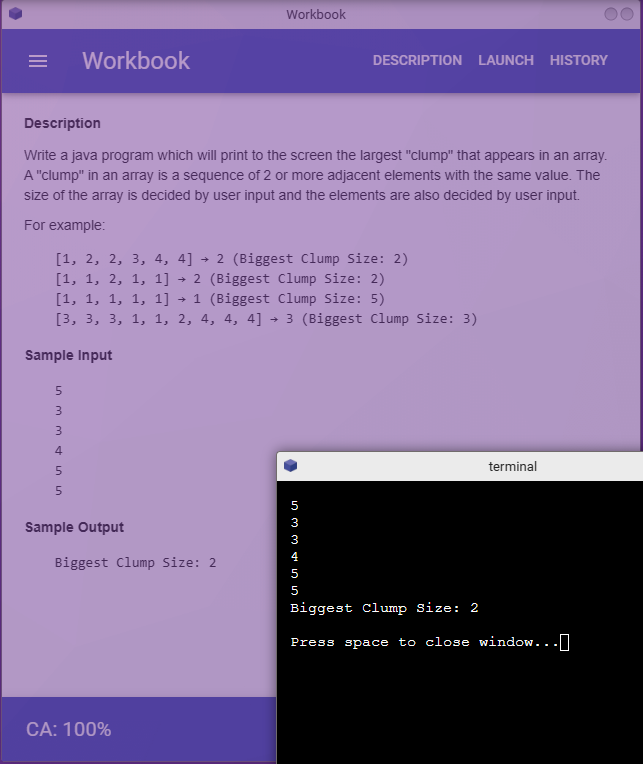 Workbook
Workbook
DESCRIPTION LAUNCH HISTORY
Description
Write a java program which will print to the screen the largest "clump" that appears in an array.
A "clump" in an array is a sequence of 2 or more adjacent elements with the same value. The
size of the array is decided by user input and the elements are also decided by user input.
For example:
[1, 2, 2, 3, 4, 4] → 2 (Biggest Clump Size: 2)
[1, 1, 2, 1, 1] → 2 (Biggest Clump Size: 2)
[1, 1, 1, 1, 1] → 1 (Biggest Clump Size: 5)
[3, 3, 3, 1, 1, 2, 4, 4, 4] → 3 (Biggest Clump Size: 3)
Sample Input
5
3
3
4
5
5
Sample Output
Biggest Clump Size: 2
terminal
5
3
3
4
5
5
Biggest Clump Size: 2
Press space to close window...
CA: 100%